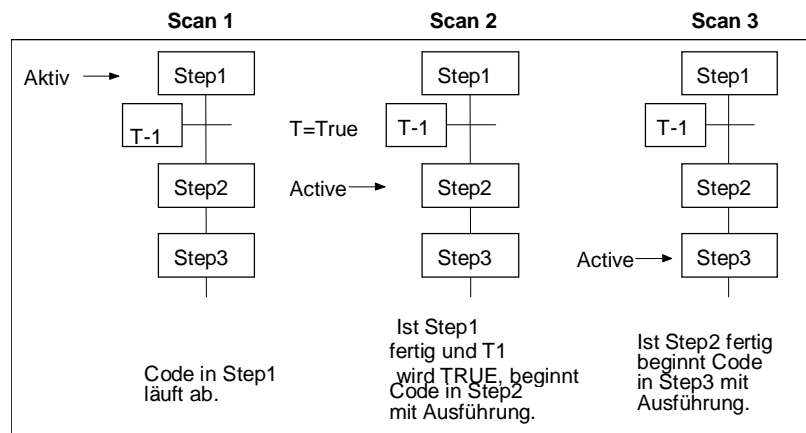 Scan 1
Scan 2
Scan 3
Aktiv
Step1
T-1
Step2
Step3
Code in Step1
läuft ab.
Step1
T=True
T-1
Active
Step2
Step3
Ist Step1
fertig und T1
wird TRUE, beginnt
Code in Step2
mit Ausführung.
Step1
T-1
Step2
Active
Step3
Ist Step2 fertig
beginnt Code
in Step3 mit
Ausführung.